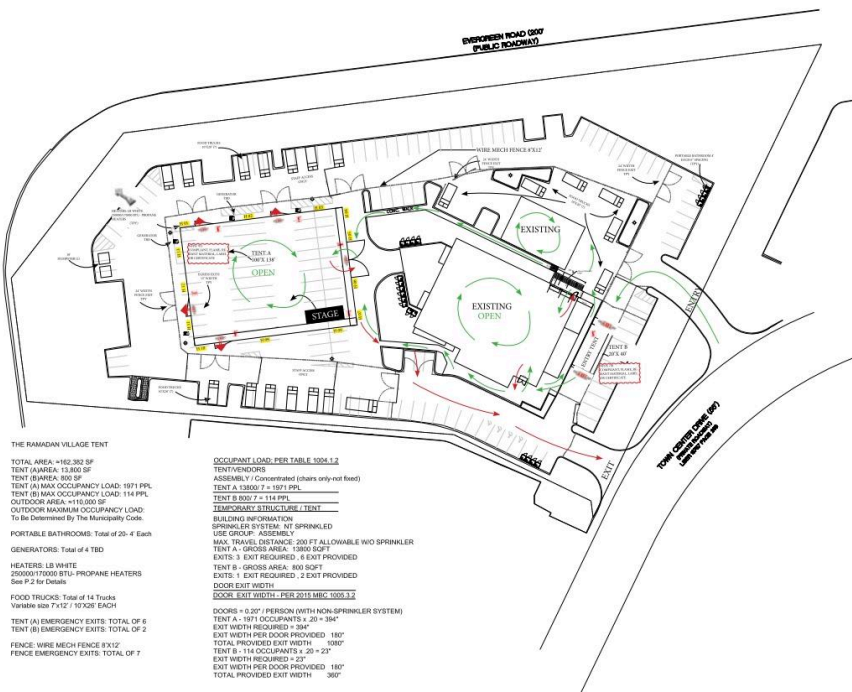 EVERGREEN ROAD (200'
(PUBLIC ROADWAY)
WIRE MECH FENCE 8'X12'
TENT A
100'X 138'
OPEN
STAGE
EXISTING
EXISTING
OPEN
ENTRY TENT
TENT B
20'X 40'
ENTRY
EXIT
TOWN CENTER DRIVE (66')
(PRIVATE ROADWAY)
THE RAMADAN VILLAGE TENT
TOTAL AREA: ≈162,382 SF
TENT (A)AREA: 13,800 SF
TENT (B)AREA: 800 SF
TENT (A) MAX OCCUPANCY LOAD: 1971 PPL
TENT (B) MAX OCCUPANCY LOAD: 114 PPL
OUTDOOR AREA: ≈110,000 SF
OUTDOOR MAXIMUM OCCUPANCY LOAD:
To Be Determined By The Municipality Code.
PORTABLE BATHROOMS: Total of 20- 4' Each
GENERATORS: Total of 4 TBD
HEATERS: LB WHITE
250000/170000 BTU- PROPANE HEATERS
See P.2 for Details
FOOD TRUCKS: Total of 14 Trucks
Variable size 7'x12' / 10'X26' EACH
TENT (A) EMERGENCY EXITS: TOTAL OF 6
TENT (B) EMERGENCY EXITS: TOTAL OF 2
FENCE: WIRE MECH FENCE 8'X12'
FENCE EMERGENCY EXITS: TOTAL OF 7
OCCUPANT LOAD: PER TABLE 1004.1.2
TENT/VENDORS
ASSEMBLY / Concentrated (chairs only-not fixed)
TENT A 13800/ 7 = 1971 PPL
TENT B 800/ 7 = 114 PPL
TEMPORARY STRUCTURE / TENT
BUILDING INFORMATION
SPRINKLER SYSTEM: NT SPRINKLED
USE GROUP: ASSEMBLY
MAX. TRAVEL DISTANCE: 200 FT ALLOWABLE W/O SPRINKLER
TENT A - GROSS AREA: 13800 SQFT
EXITS: 3 EXIT REQUIRED , 6 EXIT PROVIDED
TENT B - GROSS AREA: 800 SQFT
EXITS: 1 EXIT REQUIRED , 2 EXIT PROVIDED
DOOR EXIT WIDTH
DOOR EXIT WIDTH - PER 2015 MBC 1005.3.2
DOORS = 0.20" / PERSON (WITH NON-SPRINKLER SYSTEM)
TENT A - 1971 OCCUPANTS x .20 = 394"
EXIT WIDTH REQUIRED = 394"
EXIT WIDTH PER DOOR PROVIDED 180"
TOTAL PROVIDED EXIT WIDTH 1080"
TENT B - 114 OCCUPANTS x .20 = 23"
EXIT WIDTH REQUIRED = 23"
EXIT WIDTH PER DOOR PROVIDED 180"
TOTAL PROVIDED EXIT WIDTH 360"